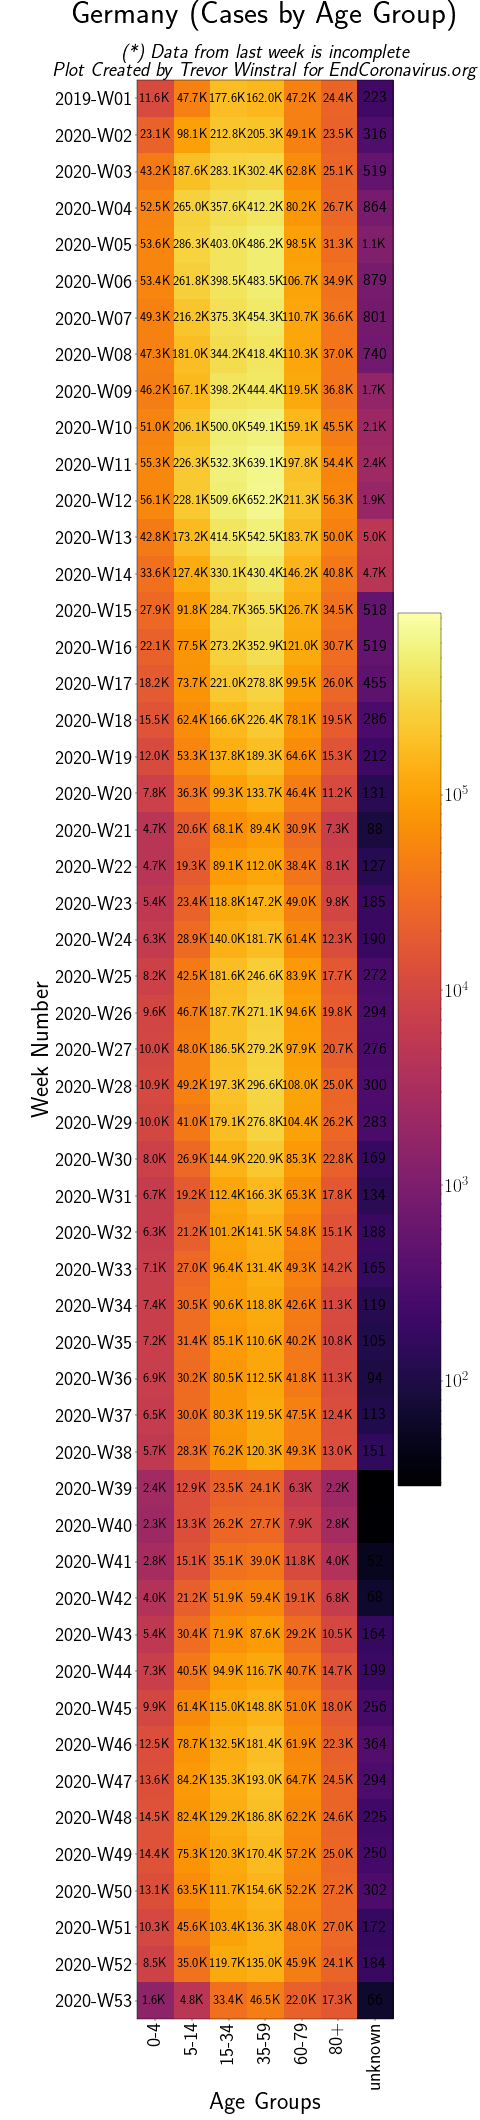 Germany (Cases by Age Group)
(*) Data from last week is incomplete
Plot Created by Trevor Winstral for EndCoronavirus.org
2019-W01 11.6K 47.7K 177.6K 162.0K 47.2K 24.4K 223
2020-W02 23.1K 98.1K 212.8K 205.3K 49.1K 23.5K 316
2020-W03 43.2K 187.6K 283.1K 302.4K 62.8K 25.1K 519
2020-W04 52.5K 265.0K 357.6K 412.2K 80.2K 26.7K 864
2020-W05 53.6K 286.3K 403.0K 486.2K 98.5K 31.3K 1.1K
2020-W06 53.4K 261.8K 398.5K 483.5K 106.7K 34.9K 879
2020-W07 49.3K 216.2K 375.3K 454.3K 110.7K 36.6K 801
2020-W08 47.3K 181.0K 344.2K 418.4K 110.3K 37.0K 740
2020-W09 46.2K 167.1K 398.2K 444.4K 119.5K 36.8K 1.7K
2020-W10 51.0K 206.1K 500.0K 549.1K 159.1K 45.5K 2.1K
2020-W11 55.3K 226.3K 532.3K 639.1K 197.8K 54.4K 2.4K
2020-W12 56.1K 228.1K 509.6K 652.2K 211.3K 56.3K 1.9K
2020-W13 42.8K 173.2K 414.5K 542.5K 183.7K 50.0K 5.0K
2020-W14 33.6K 127.4K 330.1K 430.4K 146.2K 40.8K 4.7K
2020-W15 27.9K 91.8K 284.7K 365.5K 126.7K 34.5K 518
2020-W16 22.1K 77.5K 273.2K 352.9K 121.0K 30.7K 519
2020-W17 18.2K 73.7K 221.0K 278.8K 99.5K 26.0K 455
2020-W18 15.5K 62.4K 166.6K 226.4K 78.1K 19.5K 286
2020-W19 12.0K 53.3K 137.8K 189.3K 64.6K 15.3K 212
2020-W20 7.8K 36.3K 99.3K 133.7K 46.4K 11.2K 131
2020-W21 4.7K 20.6K 68.1K 89.4K 30.9K 7.3K 88
2020-W22 4.7K 19.3K 89.1K 112.0K 38.4K 8.1K 127
2020-W23 5.4K 23.4K 118.8K 147.2K 49.0K 9.8K 185
2020-W24 6.3K 28.9K 140.0K 181.7K 61.4K 12.3K 190
2020-W25 8.2K 42.5K 181.6K 246.6K 83.9K 17.7K 272
2020-W26 9.6K 46.7K 187.7K 271.1K 94.6K 19.8K 294
2020-W27 10.0K 48.0K 186.5K 279.2K 97.9K 20.7K 276
2020-W28 10.9K 49.2K 197.3K 296.6K 108.0K 25.0K 300
2020-W29 10.0K 41.0K 179.1K 276.8K 104.4K 26.2K 283
2020-W30 8.0K 26.9K 144.9K 220.9K 85.3K 22.8K 169
2020-W31 6.7K 19.2K 112.4K 166.3K 65.3K 17.8K 134
2020-W32 6.3K 21.2K 101.2K 141.5K 54.8K 15.1K 188
2020-W33 7.1K 27.0K 96.4K 131.4K 49.3K 14.2K 165
2020-W34 7.4K 30.5K 90.6K 118.8K 42.6K 11.3K 119
2020-W35 7.2K 31.4K 85.1K 110.6K 40.2K 10.8K 105
2020-W36 6.9K 30.2K 80.5K 112.5K 41.8K 11.3K 94
2020-W37 6.5K 30.0K 80.3K 119.5K 47.5K 12.4K 113
2020-W38 5.7K 28.3K 76.2K 120.3K 49.3K 13.0K 151
2020-W39 2.4K 12.9K 23.5K 24.1K 6.3K 2.2K
2020-W40 2.3K 13.3K 26.2K 27.7K 7.9K 2.8K
2020-W41 2.8K 15.1K 35.1K 39.0K 11.8K 4.0K 52
2020-W42 4.0K 21.2K 51.9K 59.4K 19.1K 6.8K 68
2020-W43 5.4K 30.4K 71.9K 87.6K 29.2K 10.5K 164
2020-W44 7.3K 40.5K 94.9K 116.7K 40.7K 14.7K 199
2020-W45 9.9K 61.4K 115.0K 148.8K 51.0K 18.0K 256
2020-W46 12.5K 78.7K 132.5K 181.4K 61.9K 22.3K 364
2020-W47 13.6K 84.2K 135.3K 193.0K 64.7K 24.5K 294
2020-W48 14.5K 82.4K 129.2K 186.8K 62.2K 24.6K 225
2020-W49 14.4K 75.3K 120.3K 170.4K 57.2K 25.0K 250
2020-W50 13.1K 63.5K 111.7K 154.6K 52.2K 27.2K 302
2020-W51 10.3K 45.6K 103.4K 136.3K 48.0K 27.0K 172
2020-W52 8.5K 35.0K 119.7K 135.0K 45.9K 24.1K 184
2020-W53 1.6K 4.8K 33.4K 46.5K 22.0K 17.3K 66
0-4 5-14 15-34 35-59 60-79 80+ unknown
Age Groups
Week Number
10^5
10^4
10^3
10^2